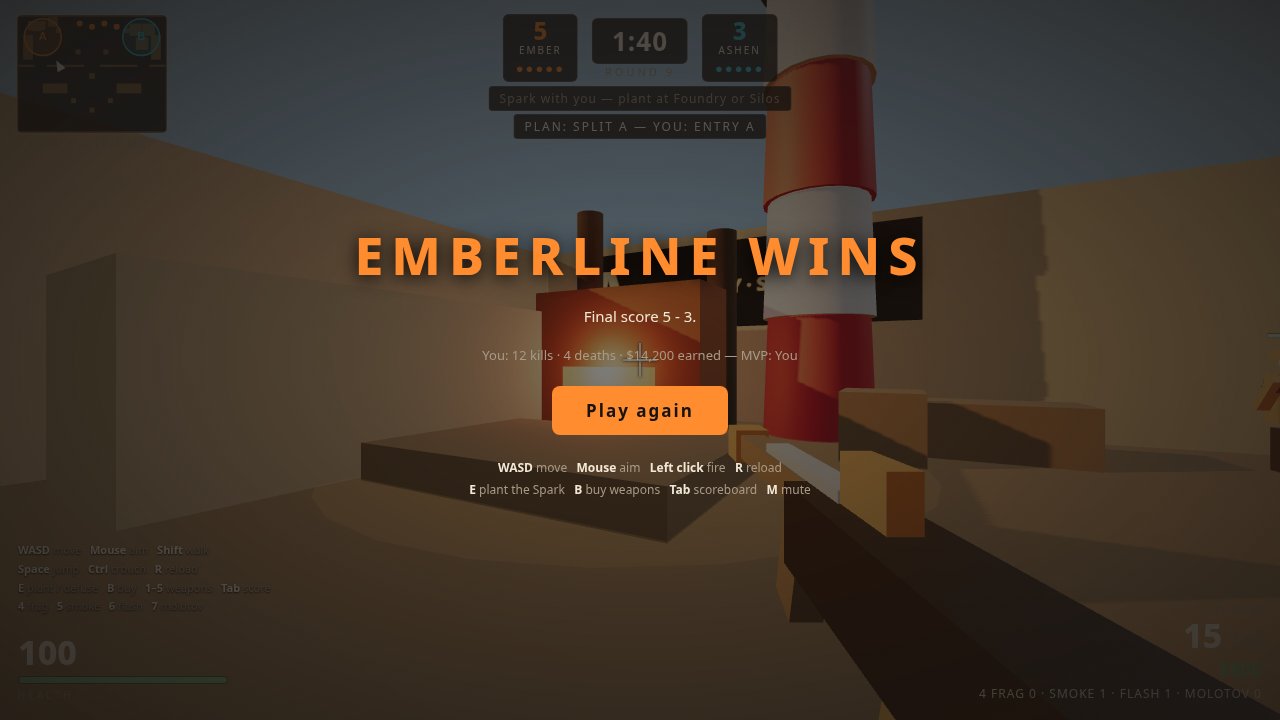 A
B
5
EMBER
1:40
ROUND 9
3
ASHEN
Spark with you — plant at Foundry or Silos
PLAN: SPLIT A — YOU: ENTRY A
EMBERLINE WINS
Final score 5 - 3.
You: 12 kills · 4 deaths · $14,200 earned — MVP: You
Play again
WASD move Mouse aim Left click fire R reload
E plant the Spark B buy weapons Tab scoreboard M mute
WASD move Mouse aim Shift walk
Space jump Ctrl crouch R reload
E plant / defuse B buy 1–5 weapons Tab score
4 frag 5 smoke 6 flash 7 molotov
100
HEALTH
15
4 FRAG 0 · SMOKE 1 · FLASH 1 · MOLOTOV 0